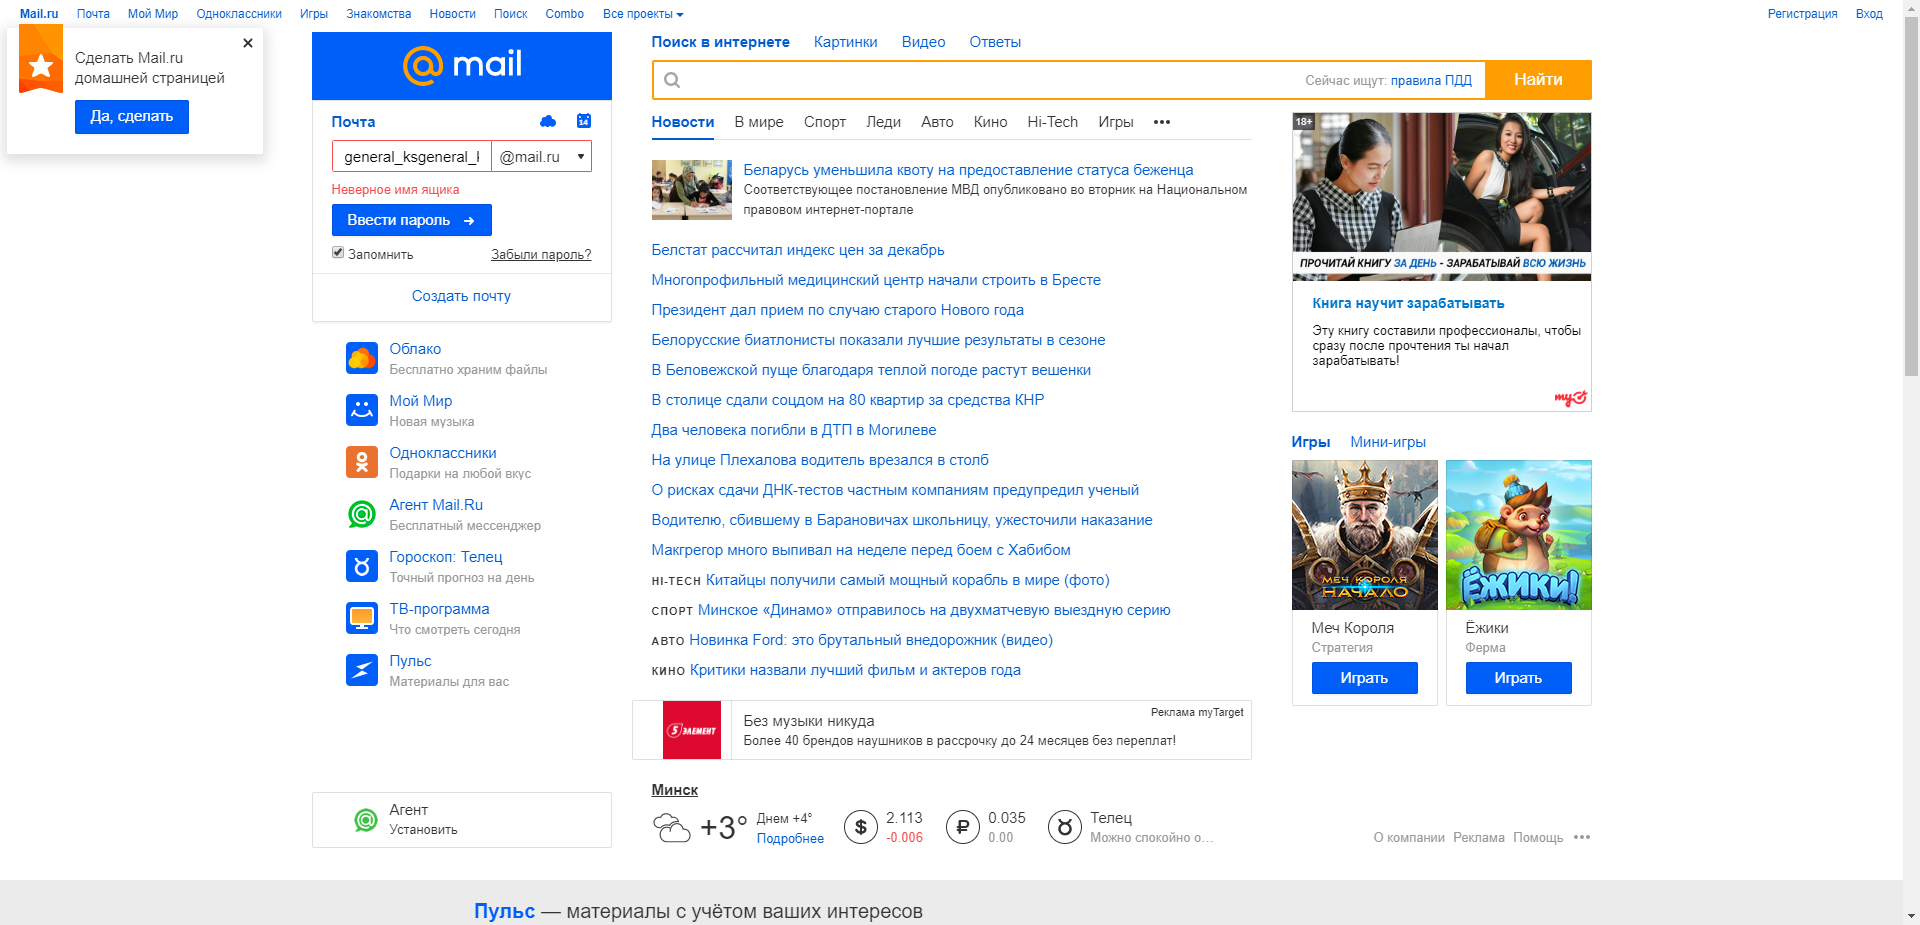 Mail.ru Почта Мой Мир Одноклассники Игры Знакомства Новости Поиск Combo Все проекты Регистрация Вход
Сделать Mail.ru
домашней страницей
Да, сделать
mail
Почта
14
general_ksgeneral_k
@mail.ru
Неверное имя ящика
Ввести пароль
Запомнить Забыли пароль?
Создать почту
Облако
Бесплатно храним файлы
Мой Мир
Новая музыка
Одноклассники
Подарки на любой вкус
Агент Mail.Ru
Бесплатный мессенджер
Гороскоп: Телец
Точный прогноз на день
ТВ-программа
Что смотреть сегодня
Пульс
Материалы для вас
Агент
Установить
Поиск в интернете Картинки Видео Ответы
Сейчас ищут: правила ПДД
Найти
Новости В мире Спорт Леди Авто Кино Hi-Tech Игры •••
Беларусь уменьшила квоту на предоставление статуса беженца
Соответствующее постановление МВД опубликовано во вторник на Национальном
правовом интернет-портале
Белстат рассчитал индекс цен за декабрь
Многопрофильный медицинский центр начали строить в Бресте
Президент дал прием по случаю старого Нового года
Белорусские биатлонисты показали лучшие результаты в сезоне
В Беловежской пуще благодаря теплой погоде растут вешенки
В столице сдали соцдом на 80 квартир за средства КНР
Два человека погибли в ДТП в Могилеве
На улице Плехалова водитель врезался в столб
О рисках сдачи ДНК-тестов частным компаниям предупредил ученый
Водителю, сбившему в Барановичах школьницу, ужесточили наказание
Макгрегор много выпивал на неделе перед боем с Хабибом
HI-TECH Китайцы получили самый мощный корабль в мире (фото)
СПОРТ Минское «Динамо» отправилось на двухматчевую выездную серию
АВТО Новинка Ford: это брутальный внедорожник (видео)
КИНО Критики назвали лучший фильм и актеров года
5 ЭЛЕМЕНТ
Без музыки никуда
Реклама myTarget
Более 40 брендов наушников в рассрочку до 24 месяцев без переплат!
Минск
+3°
Днем +4°
Подробнее
$
2.113
-0.006
₽
0.035
0.00
Телец
Можно спокойно о…
18+
ПРОЧИТАЙ КНИГУ ЗА ДЕНЬ - ЗАРАБАТЫВАЙ ВСЮ ЖИЗНЬ
Книга научит зарабатывать
Эту книгу составили профессионалы, чтобы
сразу после прочтения ты начал
зарабатывать!
my
Игры Мини-игры
МЕЧ КОРОЛЯ
НАЧАЛО
Меч Короля
Стратегия
Играть
ЁЖИКИ!
Ёжики
Ферма
Играть
О компании Реклама Помощь •••
Пульс — материалы с учётом ваших интересов